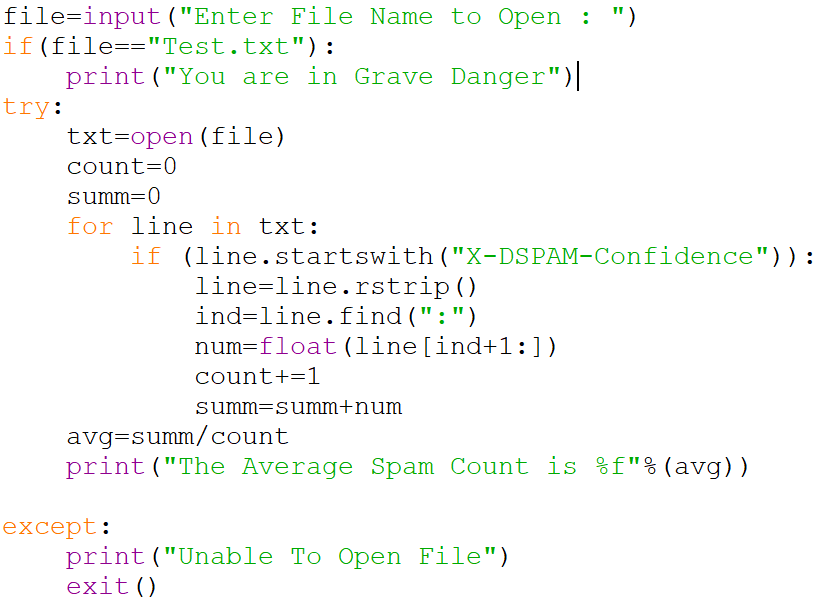 file=input("Enter File Name to Open : ")
if(file=="Test.txt"):
    print("You are in Grave Danger")
try:
    txt=open(file)
    count=0
    summ=0
    for line in txt:
        if (line.startswith("X-DSPAM-Confidence")):
            line=line.rstrip()
            ind=line.find(":")
            num=float(line[ind+1:])
            count+=1
            summ=summ+num
    avg=summ/count
    print("The Average Spam Count is %f"%(avg))

except:
    print("Unable To Open File")
    exit()